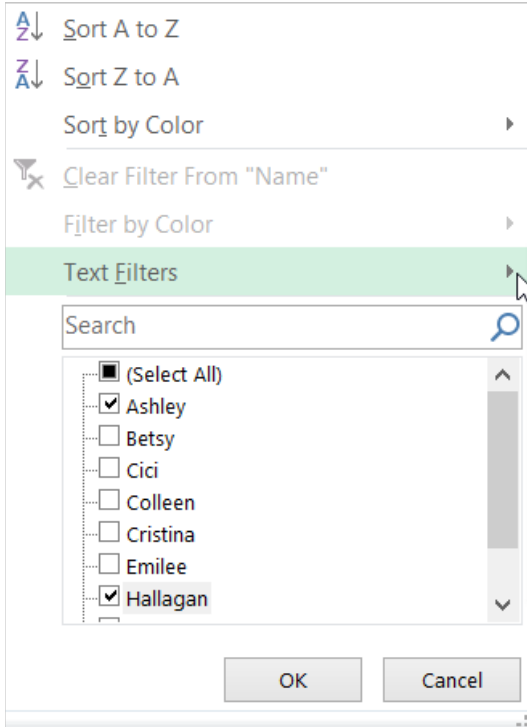 Sort A to Z
Sort Z to A
Sort by Color
Clear Filter From "Name"
Filter by Color
Text Filters
Search
(Select All)
Ashley
Betsy
Cici
Colleen
Cristina
Emilee
Hallagan
OK Cancel